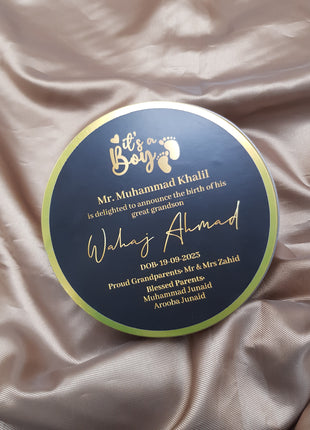 it's a
Boy
Mr. Muhammad Khalil
is delighted to announce the birth of his
great grandson
Wahaj Ahmad
DOB-19-09-2023
Proud Grandparents- Mr & Mrs Zahid
Blessed Parents-
Muhammad Junaid
Arooba Junaid